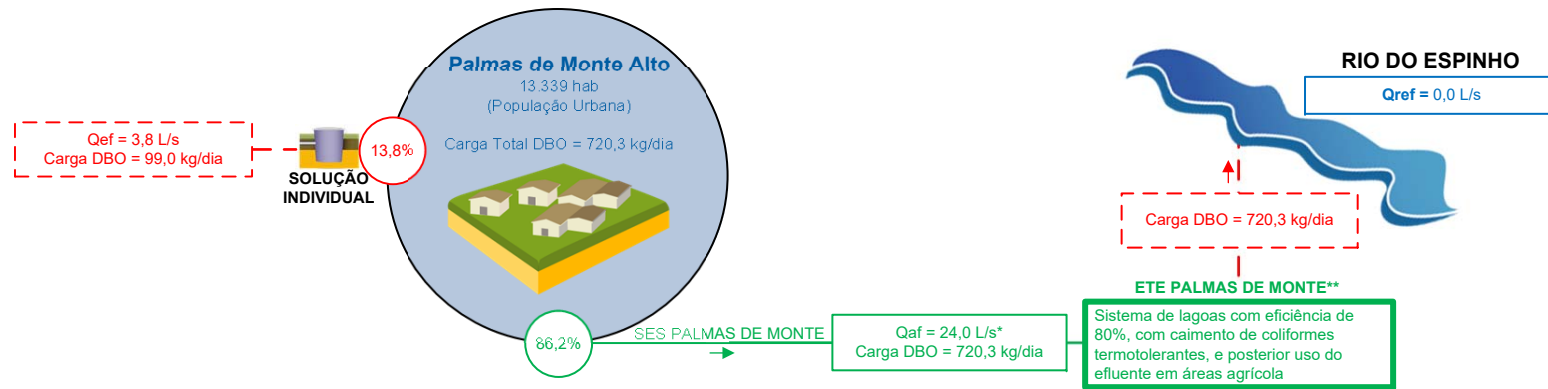 Palmas de Monte Alto
13.339 hab
(População Urbana)
Carga Total DBO = 720,3 kg/dia
Qef = 3,8 L/s
Carga DBO = 99,0 kg/dia
SOLUÇÃO
INDIVIDUAL
13,8%
86,2%
SES PALMAS DE MONTE
Qaf = 24,0 L/s*
Carga DBO = 720,3 kg/dia
ETE PALMAS DE MONTE**
Sistema de lagoas com eficiência de
80%, com caimento de coliformes
termotolerantes, e posterior uso do
efluente em áreas agrícola
Carga DBO = 720,3 kg/dia
RIO DO ESPINHO
Qref = 0,0 L/s